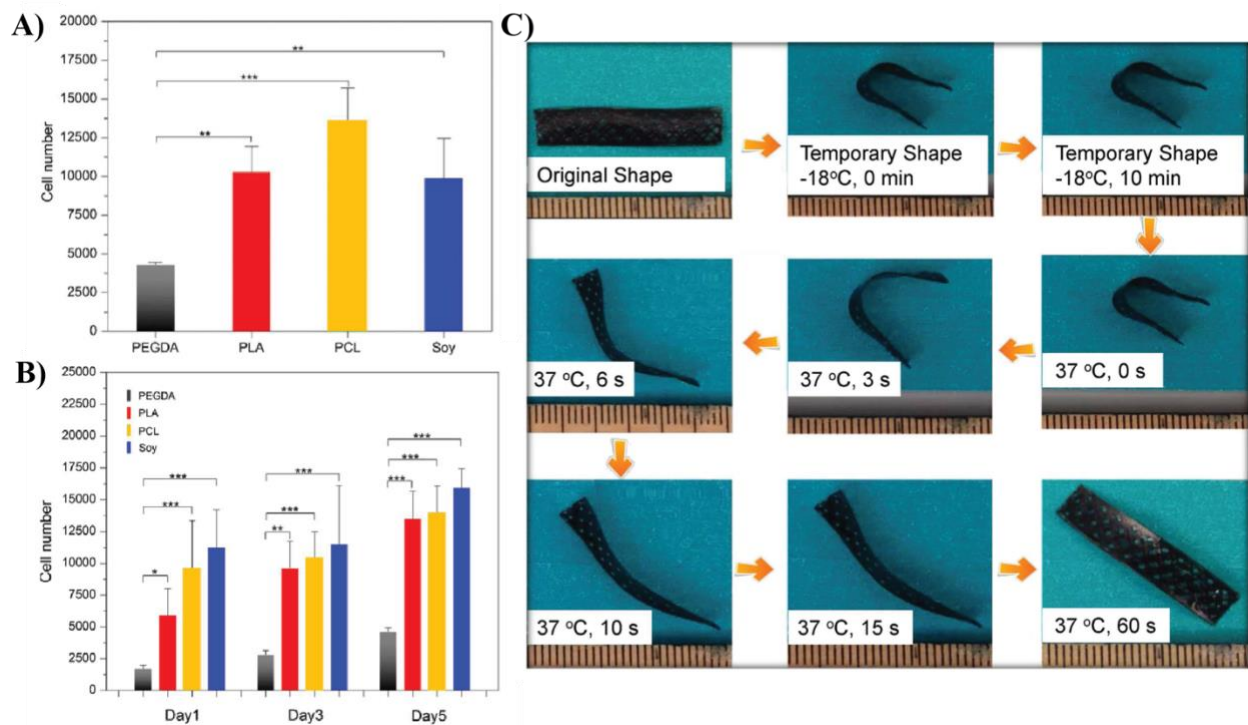 A)
20000
17500
15000
12500
10000
7500
5000
2500
0
Cell number
**
***
**
PEGDA PLA PCL Soy
B)
25000
22500
20000
17500
15000
12500
10000
7500
5000
2500
0
Cell number
PEGDA
PLA
PCL
Soy
***
***
*
***
***
**
***
***
***
Day1 Day3 Day5
C)
Original Shape
Temporary Shape
-18°C, 0 min
Temporary Shape
-18°C, 10 min
37 °C, 6 s
37 °C, 3 s
37 °C, 0 s
37 °C, 10 s
37 °C, 15 s
37 °C, 60 s